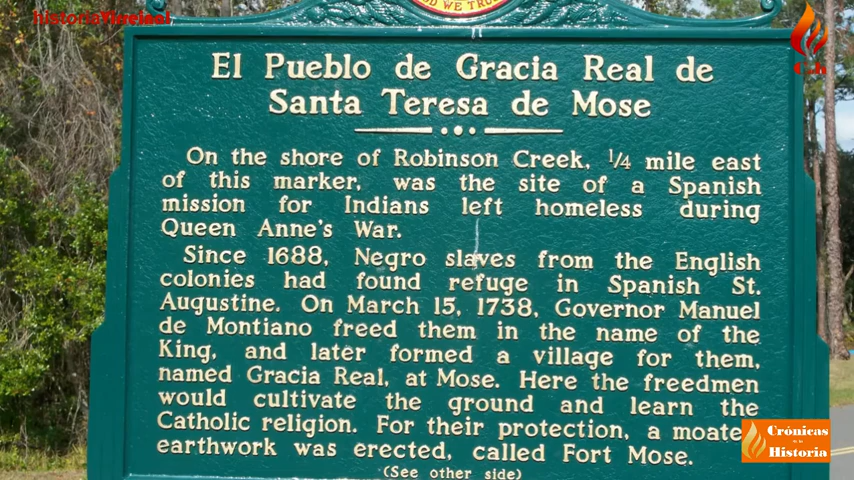 historiaVirreinal
El Pueblo de Gracia Real de
Santa Teresa de Mose
On the shore of Robinson Creek, 1/4 mile east
of this marker, was the site of a Spanish
mission for Indians left homeless during
Queen Anne's War.
Since 1688, Negro slaves from the English
colonies had found refuge in Spanish St.
Augustine. On March 15, 1738, Governor Manuel
de Montiano freed them in the name of the
King, and later formed a village for them,
named Gracia Real, at Mose. Here the freedmen
would cultivate the ground and learn the
Catholic religion. For their protection, a moate
earthwork was erected, called Fort Mose.
(See other side)
Crónicas
de la
Historia